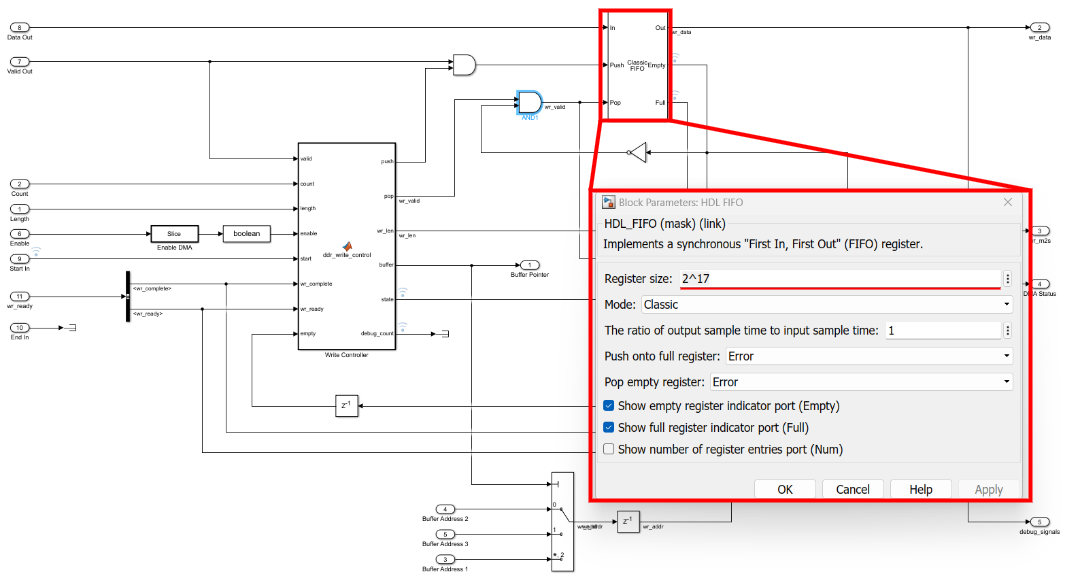 8
Data Out
7
Valid Out
In
Out
Push
Classic
FIFO
Empty
Pop
Full
wr_data
2
wr_data
AND1
wr_valid
valid
count
length
enable
start
wr_complete
wr_ready
empty
push
pop
wr_len
buffer
state
debug_count
ddr_write_control
Write Controller
wr_valid
wr_len
2
Count
1
Length
6
Enable
Slice
Enable DMA
boolean
9
Start In
11
wr_ready
<wr_complete>
<wr_ready>
10
End In
1
Buffer Pointer
z-1
Block Parameters: HDL FIFO
HDL_FIFO (mask) (link)
Implements a synchronous "First In, First Out" (FIFO) register.
Register size: 2^17
Mode: Classic
The ratio of output sample time to input sample time: 1
Push onto full register: Error
Pop empty register: Error
Show empty register indicator port (Empty)
Show full register indicator port (Full)
Show number of register entries port (Num)
OK Cancel Help Apply
3
r_m2s
4
DMA Status
4
Buffer Address 2
5
Buffer Address 3
3
Buffer Address 1
0
1
*, 2
z-1
wr_addr
5
debug_signals